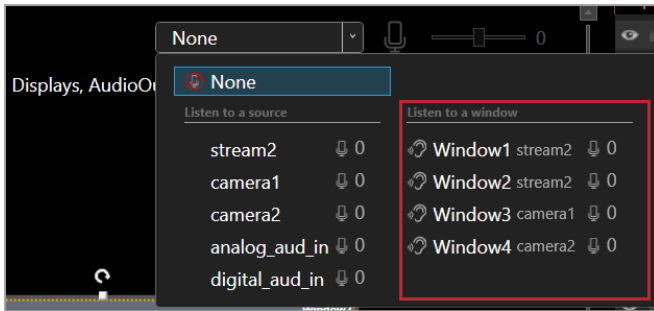 None 0
Displays, AudioOu
None
Listen to a source
stream2 0
camera1 0
camera2 0
analog_aud_in 0
digital_aud_in 0
Listen to a window
Window1 stream2 0
Window2 stream2 0
Window3 camera1 0
Window4 camera2 0